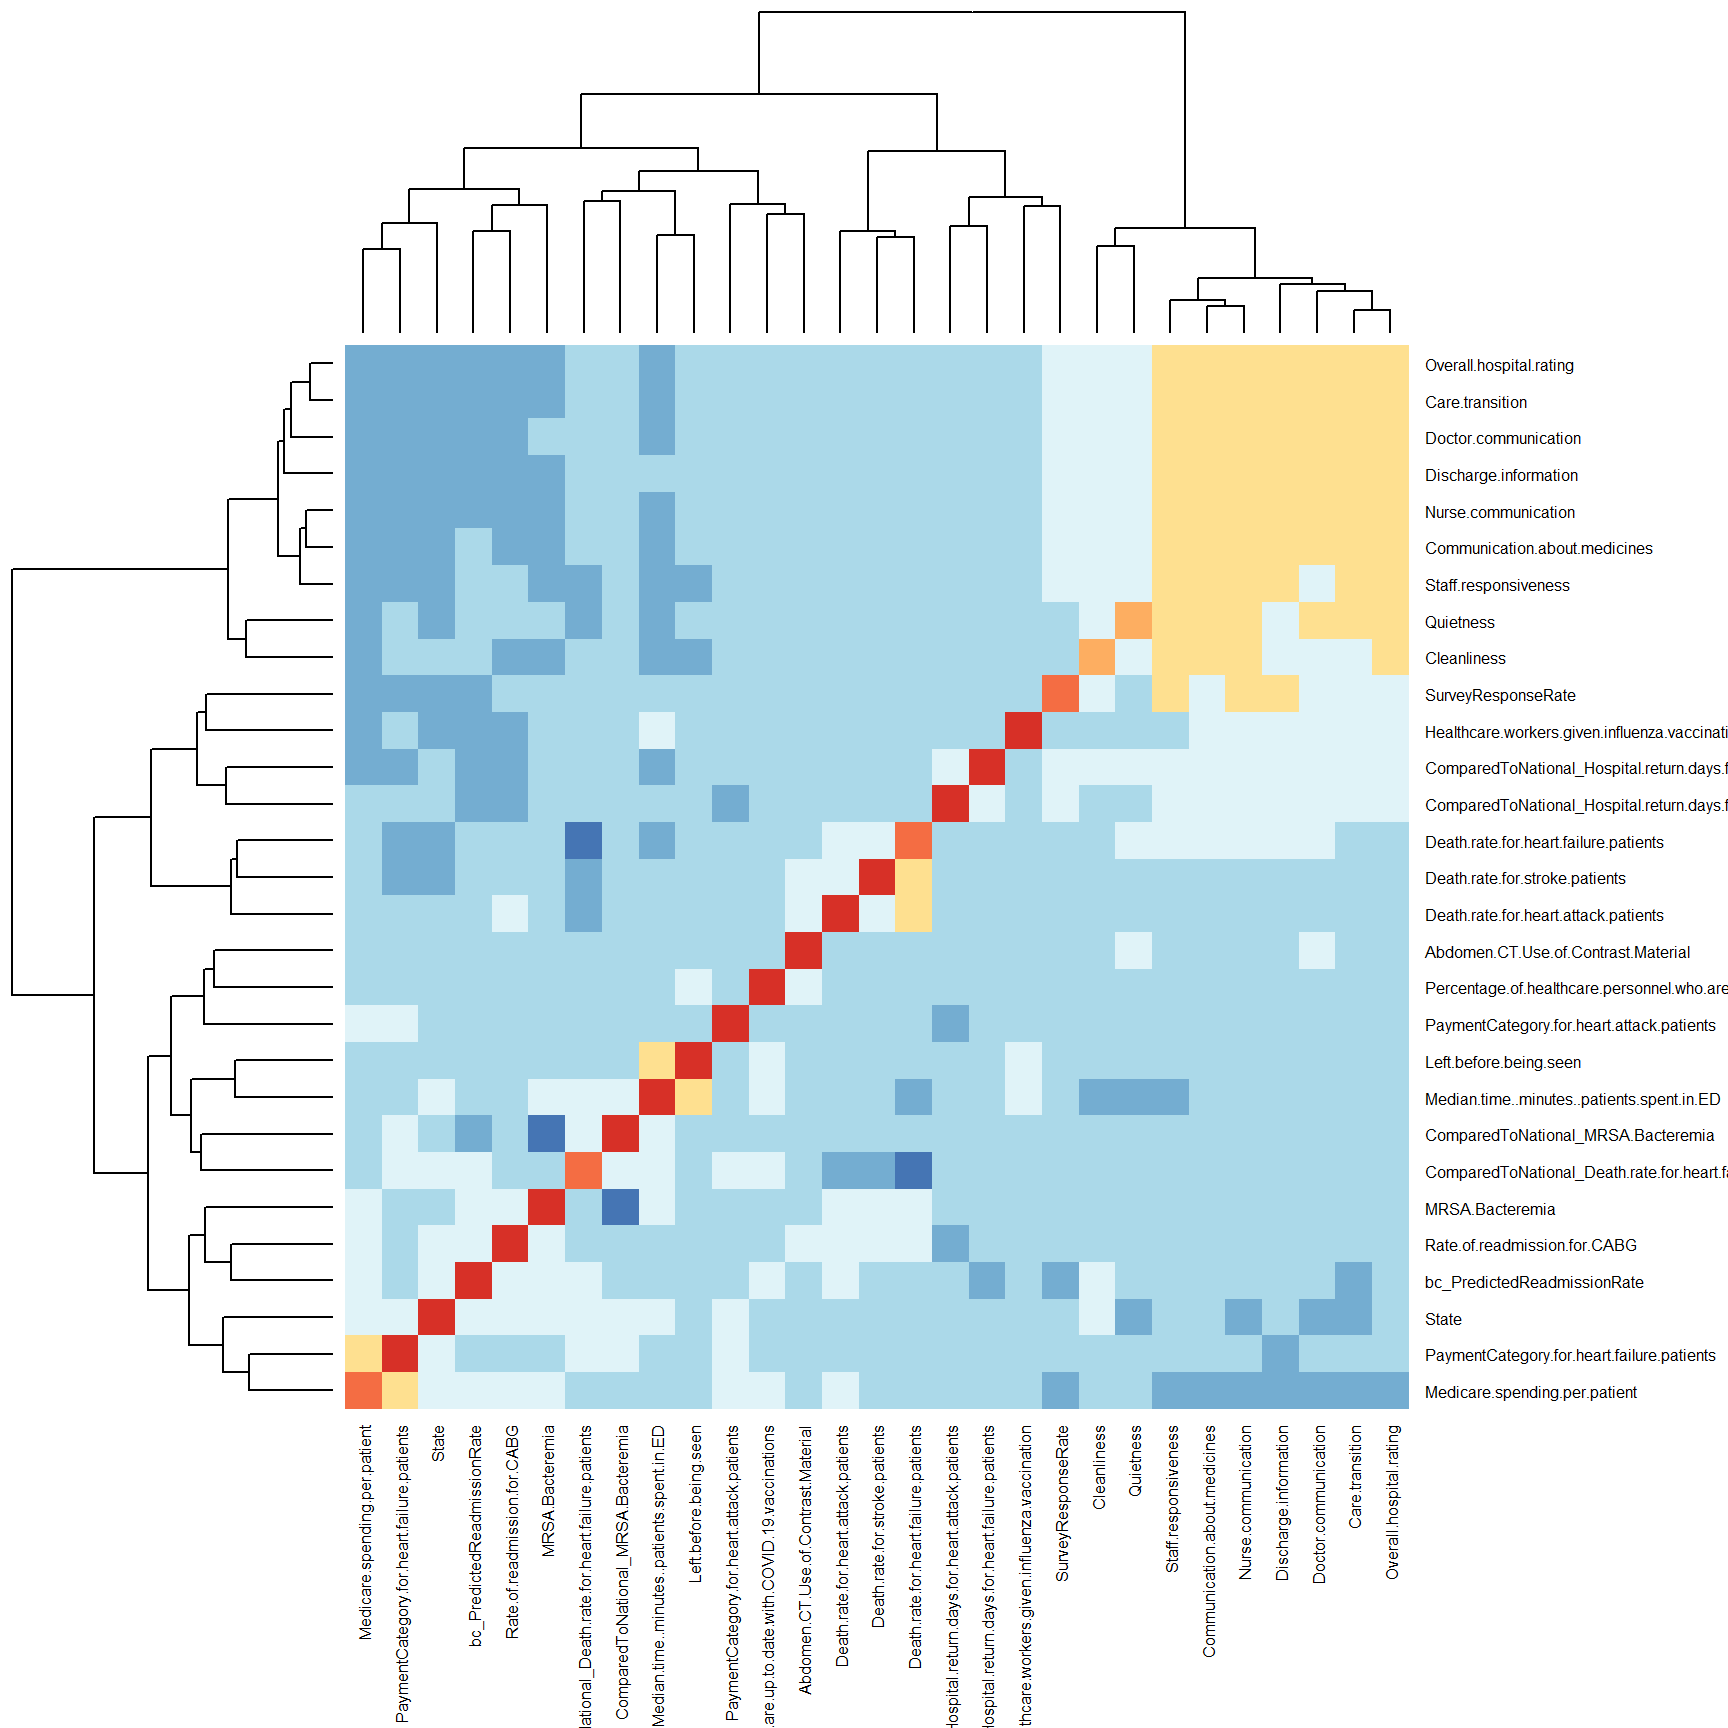 Overall.hospital.rating
Care.transition
Doctor.communication
Discharge.information
Nurse.communication
Communication.about.medicines
Staff.responsiveness
Quietness
Cleanliness
SurveyResponseRate
Healthcare.workers.given.influenza.vaccinati
ComparedToNational_Hospital.return.days.f
ComparedToNational_Hospital.return.days.f
Death.rate.for.heart.failure.patients
Death.rate.for.stroke.patients
Death.rate.for.heart.attack.patients
Abdomen.CT.Use.of.Contrast.Material
Percentage.of.healthcare.personnel.who.are
PaymentCategory.for.heart.attack.patients
Left.before.being.seen
Median.time..minutes..patients.spent.in.ED
ComparedToNational_MRSA.Bacteremia
ComparedToNational_Death.rate.for.heart.fa
MRSA.Bacteremia
Rate.of.readmission.for.CABG
bc_PredictedReadmissionRate
State
PaymentCategory.for.heart.failure.patients
Medicare.spending.per.patient
Medicare.spending.per.patient
PaymentCategory.for.heart.failure.patients
State
bc_PredictedReadmissionRate
Rate.of.readmission.for.CABG
MRSA.Bacteremia
lational_Death.rate.for.heart.failure.patients
ComparedToNational_MRSA.Bacteremia
Median.time..minutes..patients.spent.in.ED
Left.before.being.seen
PaymentCategory.for.heart.attack.patients
.are.up.to.date.with.COVID.19.vaccinations
Abdomen.CT.Use.of.Contrast.Material
Death.rate.for.heart.attack.patients
Death.rate.for.stroke.patients
Death.rate.for.heart.failure.patients
Hospital.return.days.for.heart.attack.patients
Hospital.return.days.for.heart.failure.patients
thcare.workers.given.influenza.vaccination
SurveyResponseRate
Cleanliness
Quietness
Staff.responsiveness
Communication.about.medicines
Nurse.communication
Discharge.information
Doctor.communication
Care.transition
Overall.hospital.rating